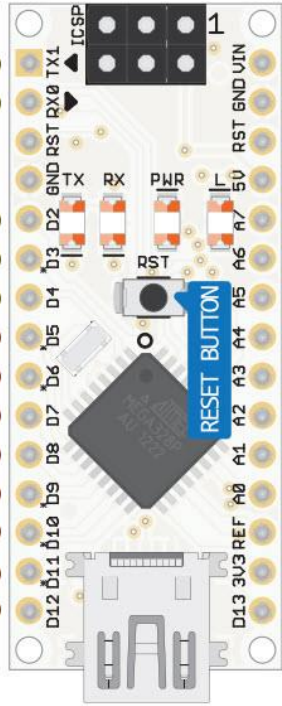 ICSP
1
TX1
RX0
RST
GND
D2
*D3
D4
*D5
*D6
D7
D8
*D9
*D10
*D11
D12
VIN
GND
RST
5V
A7
A6
A5
A4
A3
A2
A1
A0
REF
3V3
D13
TX RX PWR L
RST
RESET BUTTON
ATMEL
MEGA328P
AU 1222